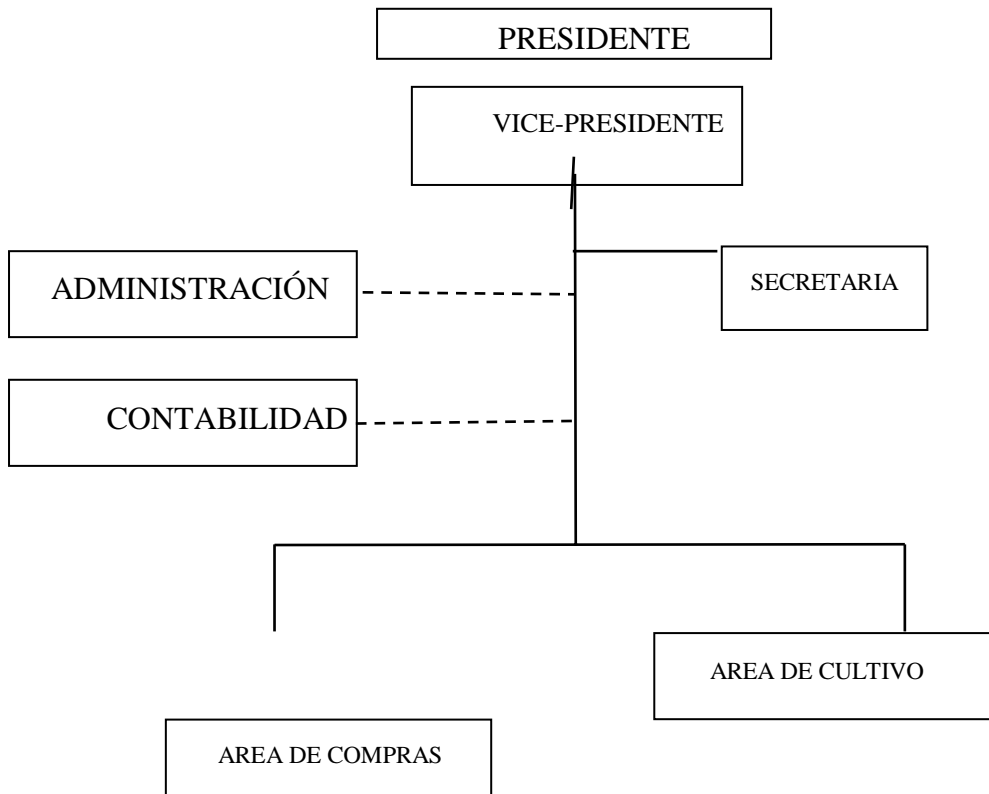 PRESIDENTE
VICE-PRESIDENTE
ADMINISTRACIÓN
SECRETARIA
CONTABILIDAD
AREA DE CULTIVO
AREA DE COMPRAS